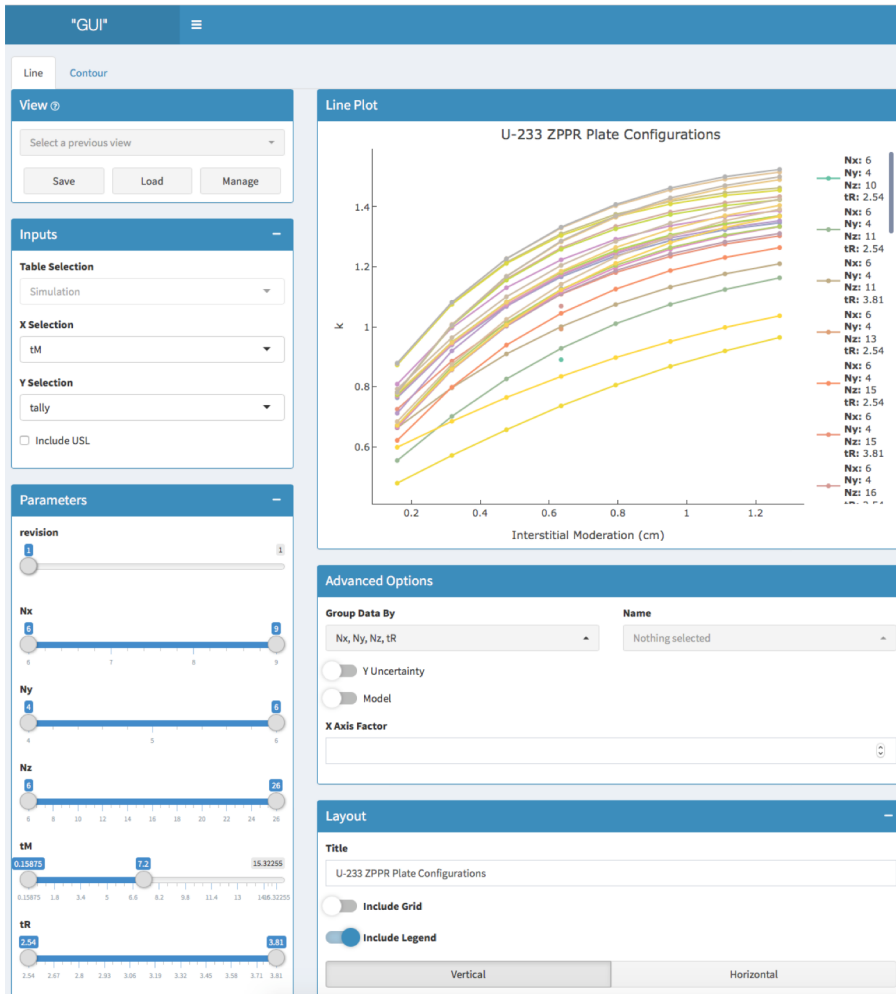 "GUI"
Line Contour
View
Select a previous view
Save Load Manage
Inputs
Table Selection
Simulation
X Selection
tM
Y Selection
tally
Include USL
Parameters
revision
1 1
Nx
6 9
6 7 8 9
Ny
4 6
4 5 6
Nz
6 26
6 8 10 12 14 16 18 20 22 24 26
tM
0.15875 7.2 15.32255
0.15875 1.8 3.4 5 6.6 8.2 9.8 11.4 13 15.32255
tR
2.54 3.81
2.54 2.67 2.8 2.93 3.06 3.19 3.32 3.45 3.58 3.71 3.81
Line Plot
U-233 ZPPR Plate Configurations
k
1.4
1.2
1
0.8
0.6
0.2 0.4 0.6 0.8 1 1.2
Interstitial Moderation (cm)
Nx: 6
Ny: 4
Nz: 10
tR: 2.54
Nx: 6
Ny: 4
Nz: 11
tR: 2.54
Nx: 6
Ny: 4
Nz: 11
tR: 3.81
Nx: 6
Ny: 4
Nz: 13
tR: 2.54
Nx: 6
Ny: 4
Nz: 15
tR: 2.54
Nx: 6
Ny: 4
Nz: 15
tR: 3.81
Nx: 6
Ny: 4
Nz: 16
Advanced Options
Group Data By Name
Nx, Ny, Nz, tR Nothing selected
Y Uncertainty
Model
X Axis Factor
Layout
Title
U-233 ZPPR Plate Configurations
Include Grid
Include Legend
Vertical Horizontal